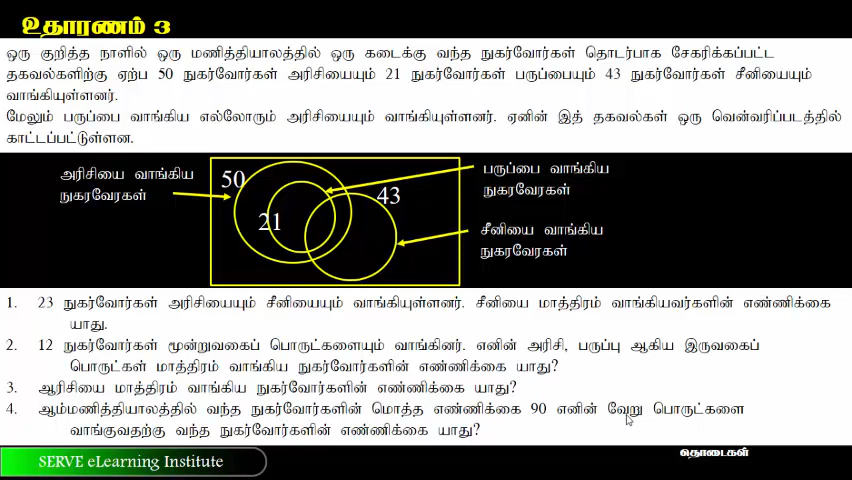 உதாரணம் 3
ஒரு குறித்த நாளில் ஒரு மணித்தியாலத்தில் ஒரு கடைக்கு வந்த நுகர்வோர்கள் தொடர்பாக சேகரிக்கப்பட்ட
தகவல்களிற்கு ஏற்ப 50 நுகர்வோர்கள் அரிசியையும் 21 நுகர்வோர்கள் பருப்பையும் 43 நுகர்வோர்கள் சீனியையும்
வாங்கியுள்ளனர்.
மேலும் பருப்பை வாங்கிய எல்லோரும் அரிசியையும் வாங்கியுள்ளனர். ஏனின் இத் தகவல்கள் ஒரு வென்வரிப்படத்தில்
காட்டப்பட்டுள்ளன.
அரிசியை வாங்கிய
நுகரவேரகள்
50
21
43
பருப்பை வாங்கிய
நுகரவேரகள்
சீனியை வாங்கிய
நுகரவேரகள்
1. 23 நுகர்வோர்கள் அரிசியையும் சீனியையும் வாங்கியுள்ளனர். சீனியை மாத்திரம் வாங்கியவர்களின் எண்ணிக்கை
யாது.
2. 12 நுகர்வோர்கள் மூன்றுவகைப் பொருட்களையும் வாங்கினர். எனின் அரிசி, பருப்பு ஆகிய இருவகைப்
பொருட்கள் மாத்திரம் வாங்கிய நுகர்வோர்களின் எண்ணிக்கை யாது?
3. ஆரிசியை மாத்திரம் வாங்கிய நுகர்வோர்களின் எண்ணிக்கை யாது?
4. ஆம்மணித்தியாலத்தில் வந்த நுகர்வோர்களின் மொத்த எண்ணிக்கை 90 எனின் வேறு பொருட்களை
வாங்குவதற்கு வந்த நுகர்வோர்களின் எண்ணிக்கை யாது?
SERVE eLearning Institute
தொடைகள்